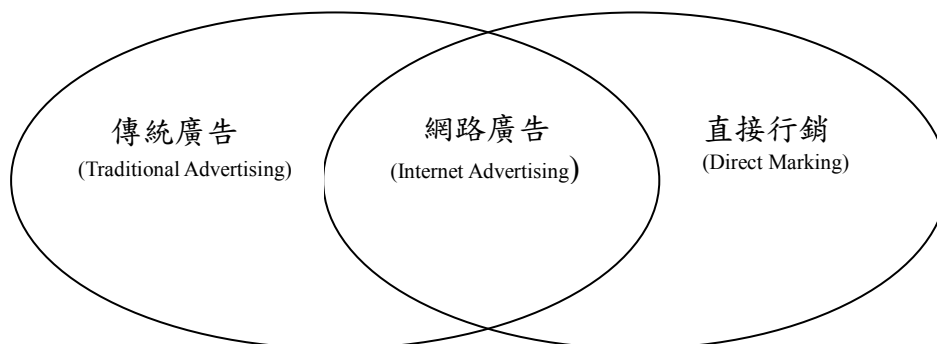 傳統廣告
(Traditional Advertising)
網路廣告
(Internet Advertising)
直接行銷
(Direct Marking)